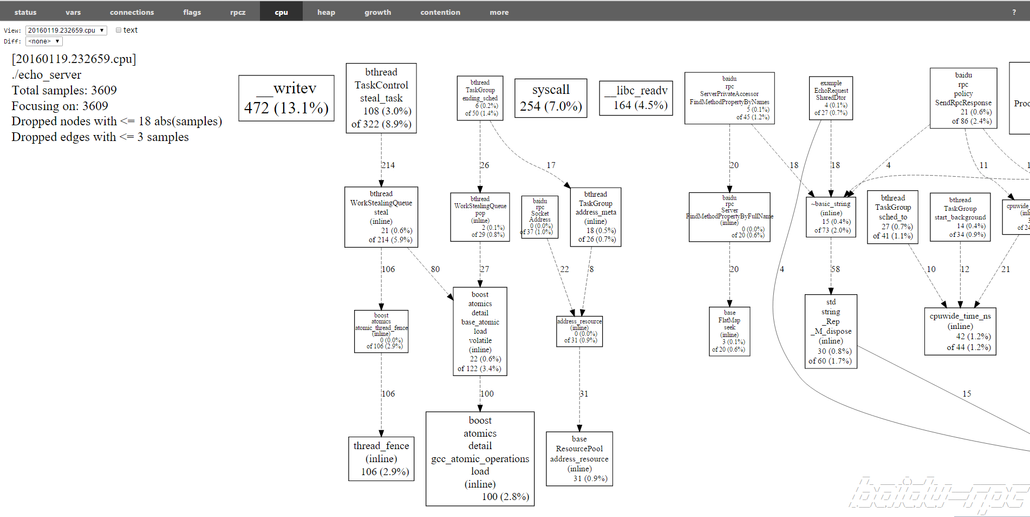 status vars connections flags rpcz cpu heap growth contention more ?
View: 20160119.232659.cpu text
Diff: <none>
[20160119.232659.cpu]
./echo_server
Total samples: 3609
Focusing on: 3609
Dropped nodes with <= 18 abs(samples)
Dropped edges with <= 3 samples
__writev
472 (13.1%)
bthread
TaskControl
steal_task
108 (3.0%)
of 322 (8.9%)
bthread
TaskGroup
ending_sched
6 (0.2%)
of 50 (1.4%)
syscall
254 (7.0%)
__libc_readv
164 (4.5%)
baidu
rpc
ServerPrivateAccessor
FindMethodPropertyByNames
5 (0.1%)
of 45 (1.2%)
example
EchoRequest
SharedDtor
4 (0.1%)
of 27 (0.7%)
baidu
rpc
policy
SendRpcResponse
21 (0.6%)
of 86 (2.4%)
214
26
17
20
18
18
4
11
bthread
WorkStealingQueue
steal
(inline)
21 (0.6%)
of 214 (5.9%)
bthread
WorkStealingQueue
pop
(inline)
2 (0.1%)
of 29 (0.8%)
baidu
rpc
Socket
Address
0 (0.0%)
of 37 (1.0%)
bthread
TaskGroup
address_meta
(inline)
18 (0.5%)
of 26 (0.7%)
baidu
rpc
Server
FindMethodPropertyByFullName
(inline)
0 (0.0%)
of 20 (0.6%)
~basic_string
(inline)
15 (0.4%)
of 73 (2.0%)
bthread
TaskGroup
sched_to
27 (0.7%)
of 41 (1.1%)
bthread
TaskGroup
start_background
14 (0.4%)
of 34 (0.9%)
106
80
27
22
8
20
4
58
10
12
21
boost
atomics
atomic_thread_fence
(inline)
0 (0.0%)
of 106 (2.9%)
boost
atomics
detail
base_atomic
load
volatile
(inline)
22 (0.6%)
of 122 (3.4%)
address_resource
(inline)
0 (0.0%)
of 31 (0.9%)
base
FlatMap
seek
(inline)
3 (0.1%)
of 20 (0.6%)
std
string
_Rep
_M_dispose
(inline)
30 (0.8%)
of 60 (1.7%)
cpuwide_time_ns
(inline)
42 (1.2%)
of 44 (1.2%)
106
100
31
15
thread_fence
(inline)
106 (2.9%)
boost
atomics
detail
gcc_atomic_operations
load
(inline)
100 (2.8%)
base
ResourcePool
address_resource
(inline)
31 (0.9%)
baidu-rpc